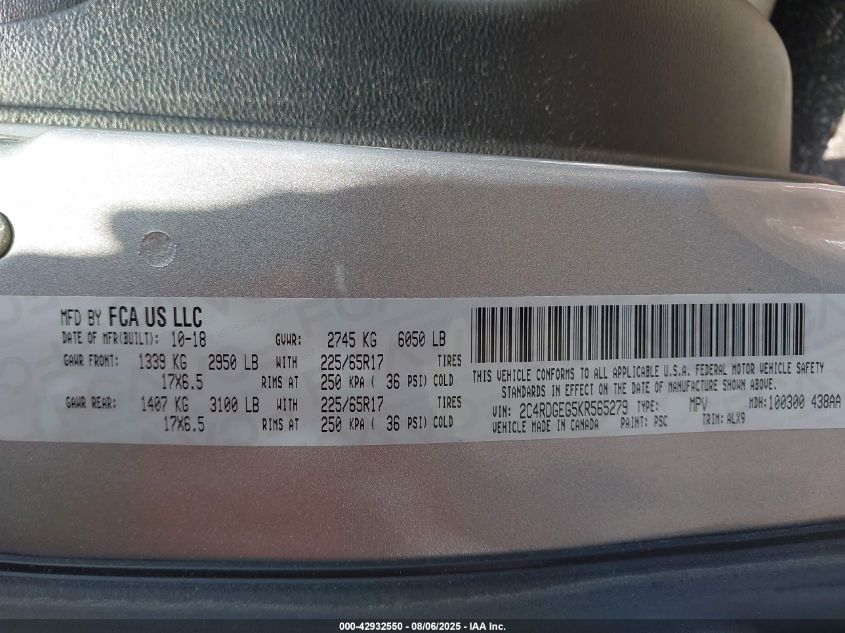 MFD BY FCA US LLC
DATE OF MFR(BUILT): 10-18 GVWR: 2745 KG 6050 LB
GAWR FRONT: 1339 KG 2950 LB WITH 225/65R17 TIRES
17X6.5 RIMS AT 250 KPA ( 36 PSI) COLD
GAWR REAR: 1407 KG 3100 LB WITH 225/65R17 TIRES
17X6.5 RIMS AT 250 KPA ( 36 PSI) COLD
THIS VEHICLE CONFORMS TO ALL APPLICABLE U.S.A. FEDERAL MOTOR VEHICLE SAFETY
STANDARDS IN EFFECT ON THE DATE OF MANUFACTURE SHOWN ABOVE.
VIN: 2C4RDGEG5KR565279 TYPE: MPV MDH:100300 438AA
VEHICLE MADE IN CANADA PAINT: PSC TRIM: ALX9
000-42932550 - 08/06/2025 - IAA Inc.